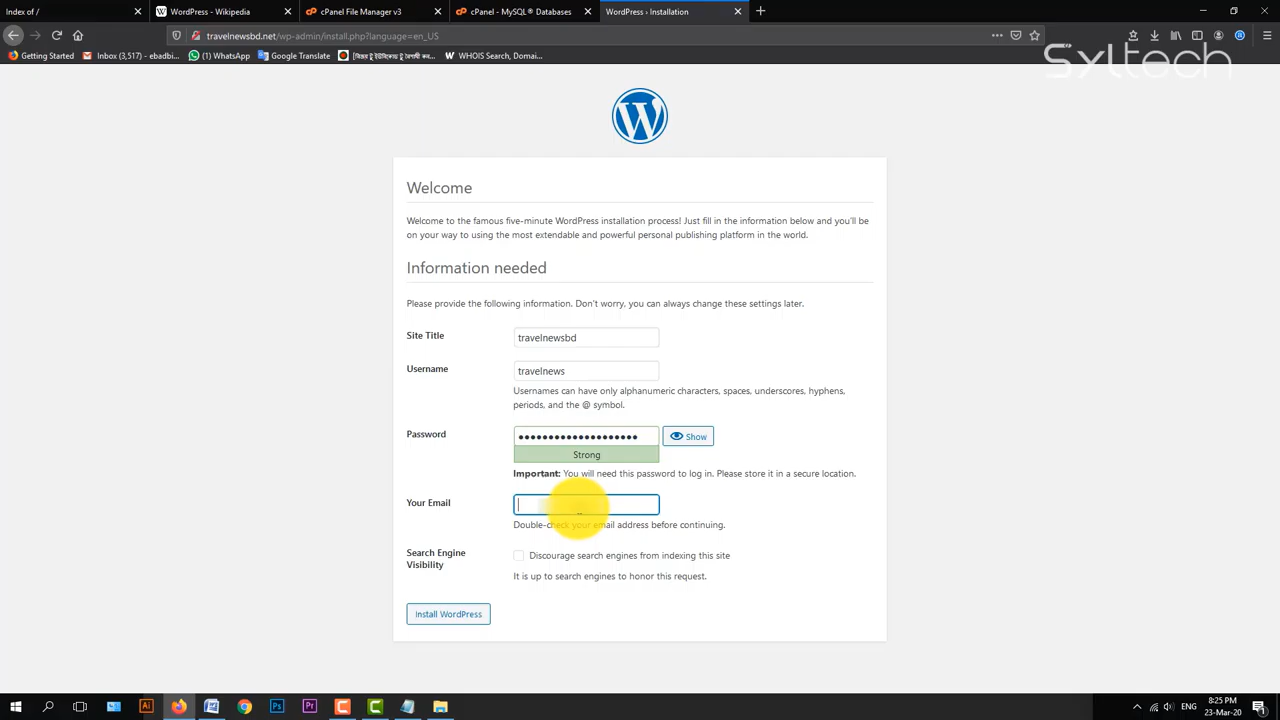 Index of /
WordPress - Wikipedia
cPanel File Manager v3
cPanel - MySQL® Databases
WordPress › Installation
travelnewsbd.net/wp-admin/install.php?language=en_US
Getting Started
Inbox (3,517) - ebadbi...
(1) WhatsApp
Google Translate
WHOIS Search, Domai...
Syltech
Welcome
Welcome to the famous five-minute WordPress installation process! Just fill in the information below and you'll be
on your way to using the most extendable and powerful personal publishing platform in the world.
Information needed
Please provide the following information. Don't worry, you can always change these settings later.
Site Title
travelnewsbd
Username
travelnews
Usernames can have only alphanumeric characters, spaces, underscores, hyphens,
periods, and the @ symbol.
Password
Show
Strong
Important: You will need this password to log in. Please store it in a secure location.
Your Email
Double-check your email address before continuing.
Search Engine
Visibility
Discourage search engines from indexing this site
It is up to search engines to honor this request.
Install WordPress
8:25 PM
23-Mar-20